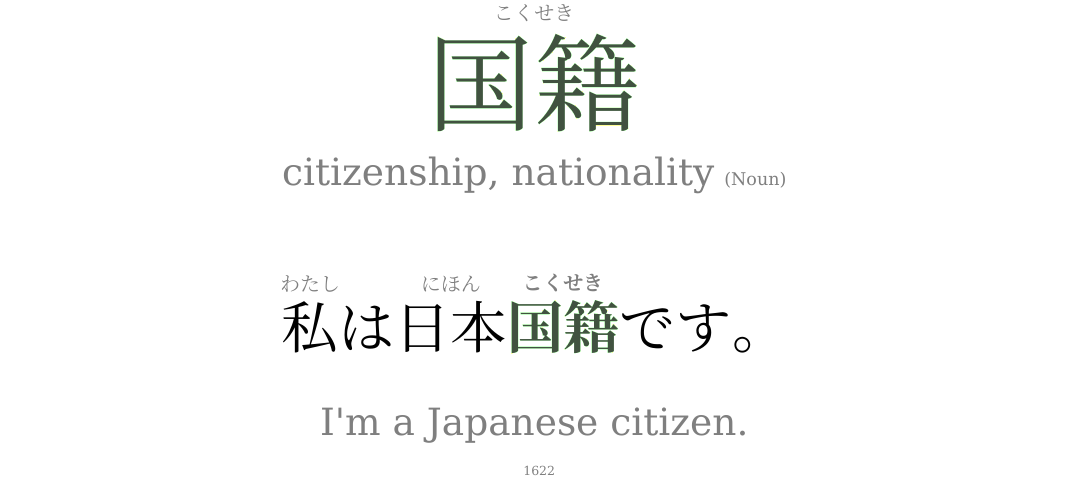 こくせき
国籍
citizenship, nationality (Noun)
わたし にほん こくせき
私は日本国籍です。
I'm a Japanese citizen.
1622